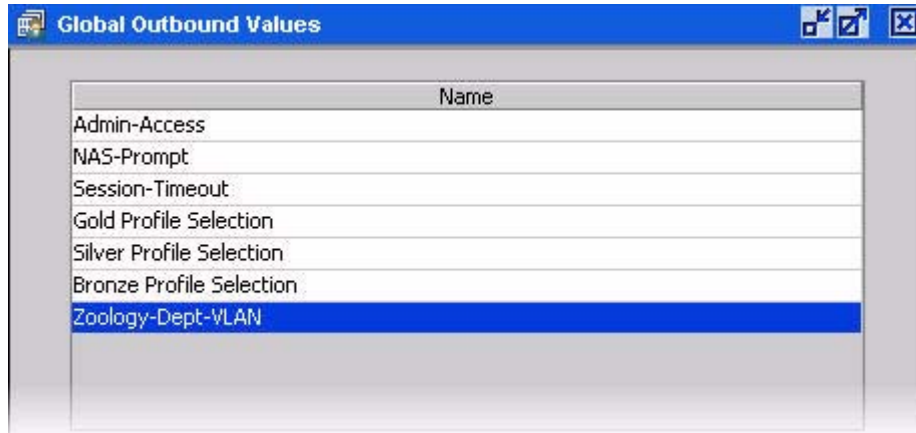 Global Outbound Values
Name
Admin-Access
NAS-Prompt
Session-Timeout
Gold Profile Selection
Silver Profile Selection
Bronze Profile Selection
Zoology-Dept-VLAN